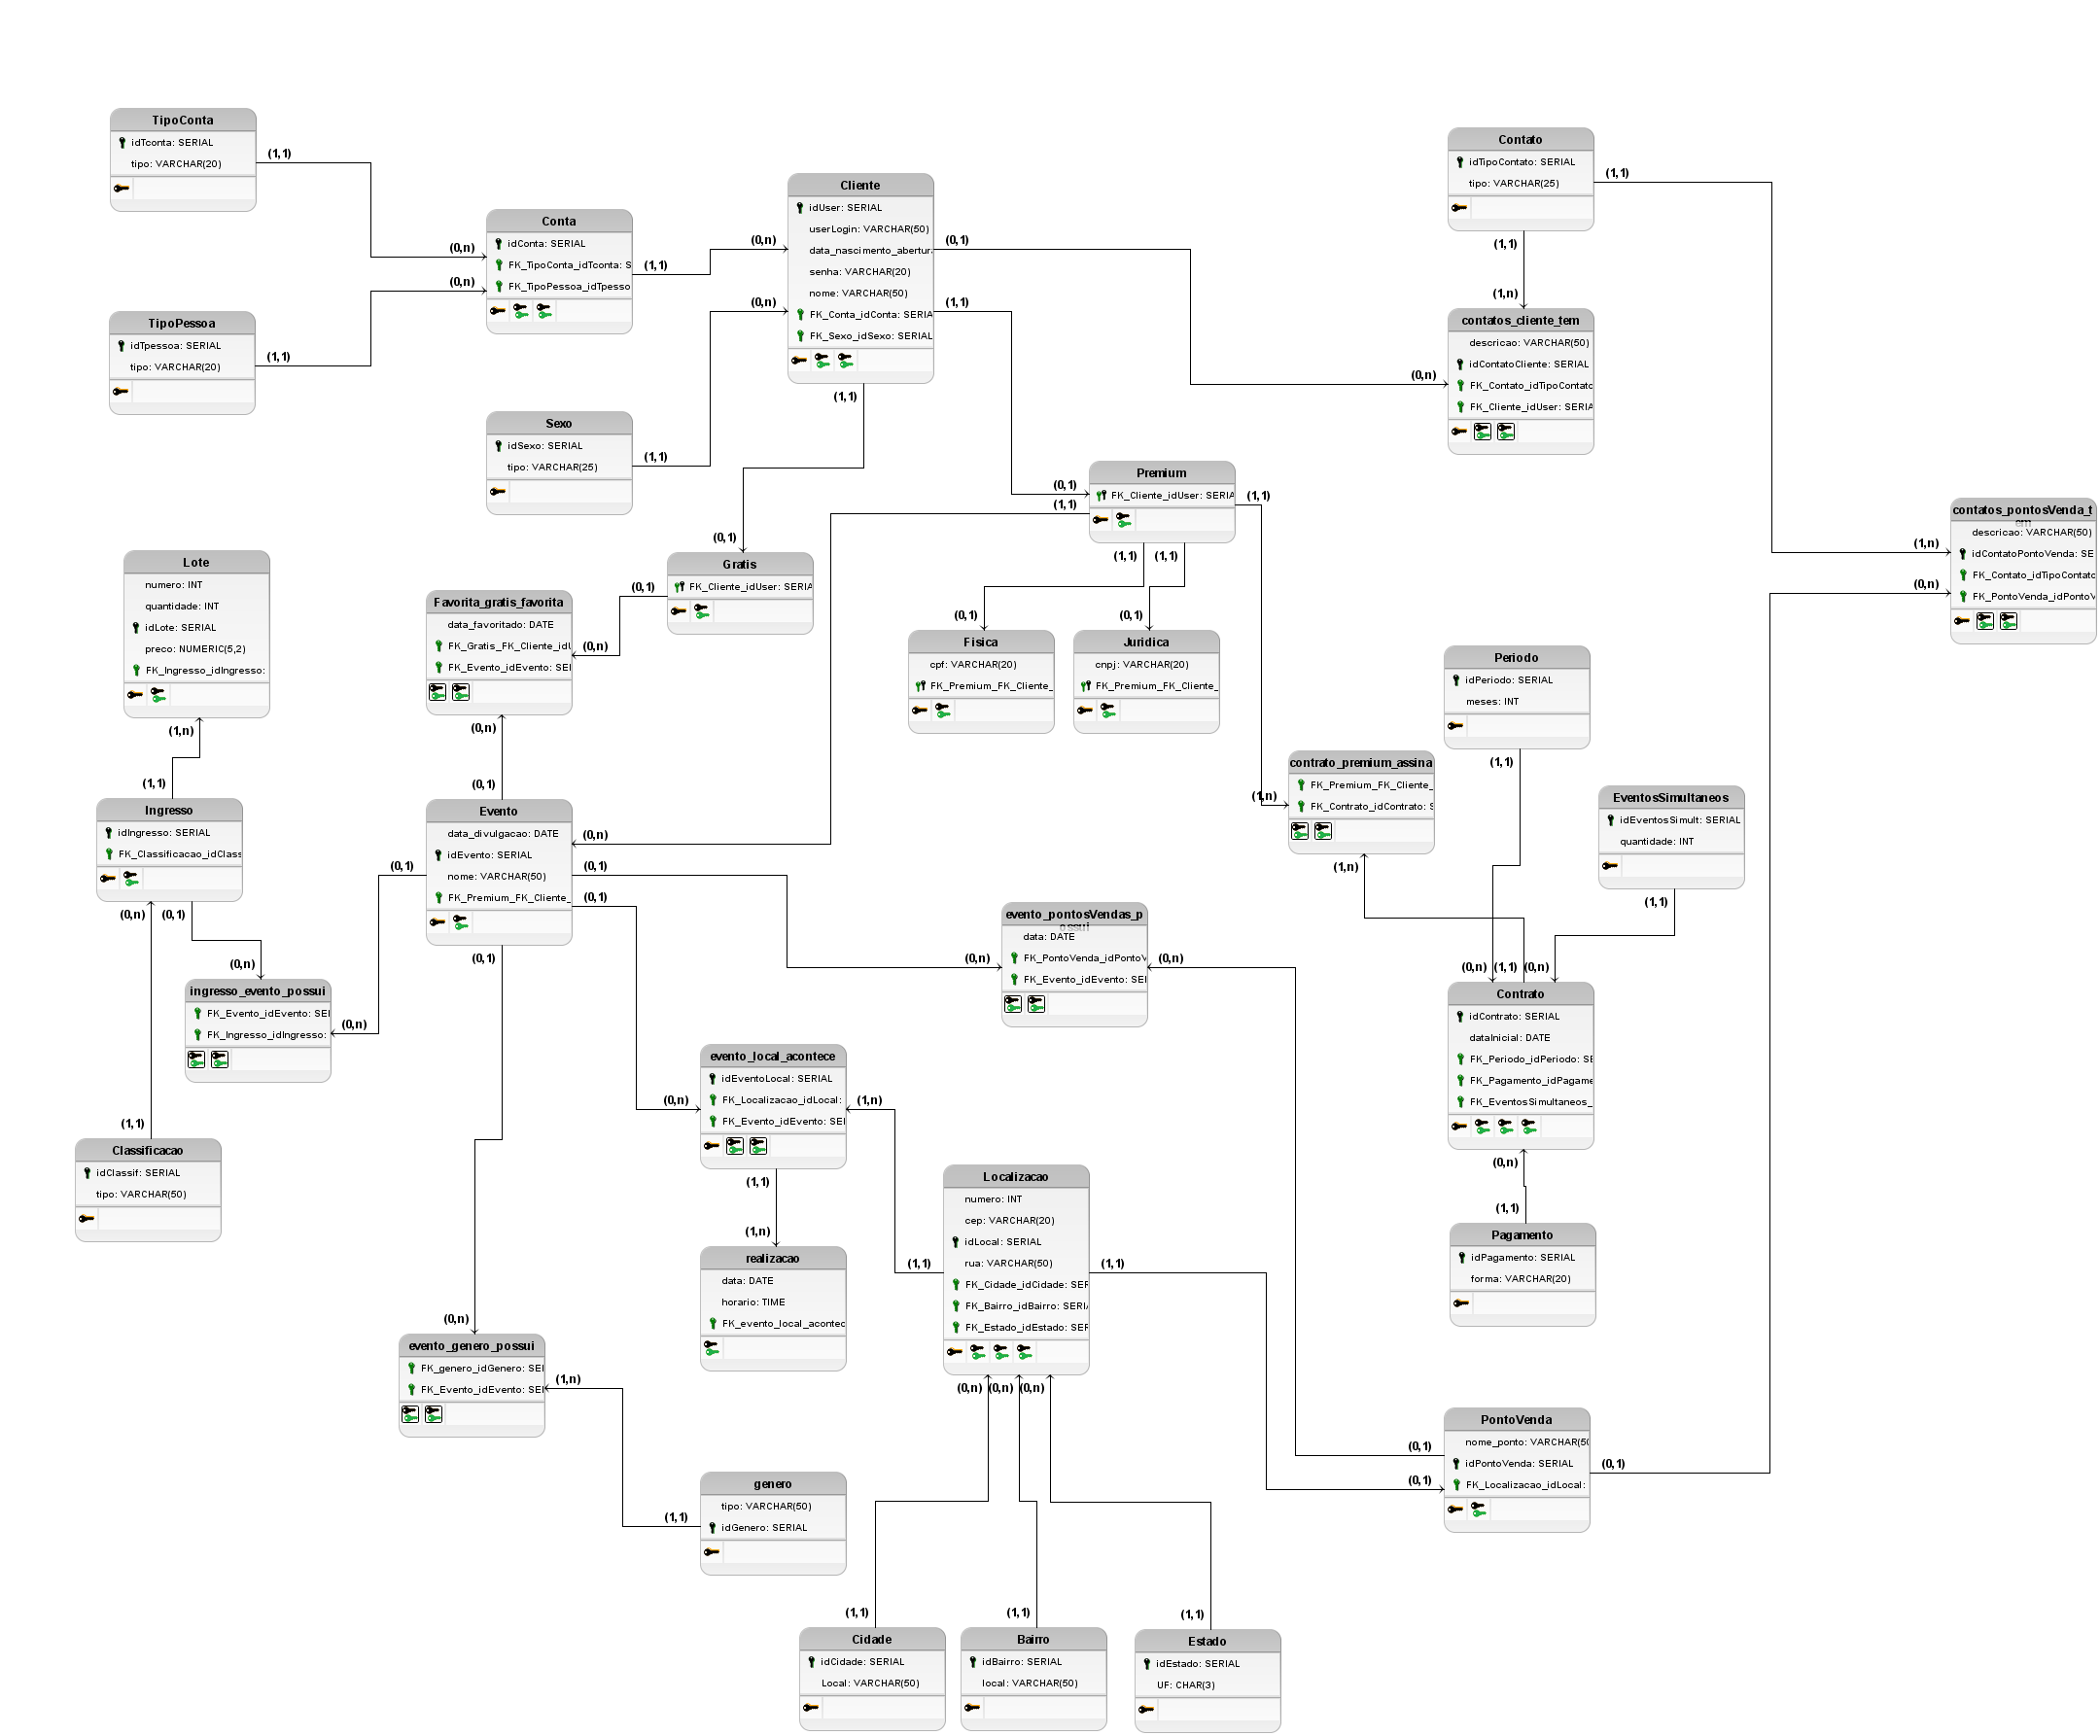 TipoConta
idTconta: SERIAL
tipo: VARCHAR(20)
(1,1)
TipoPessoa
idTpessoa: SERIAL
tipo: VARCHAR(20)
(1,1)
(0,n)
(0,n)
Conta
idConta: SERIAL
FK_TipoConta_idTconta: S
FK_TipoPessoa_idTpesso
(1,1)
Sexo
idSexo: SERIAL
tipo: VARCHAR(25)
(1,1)
(0,n)
(0,n)
Cliente
idUser: SERIAL
userLogin: VARCHAR(50)
data_nascimento_abertura
senha: VARCHAR(20)
nome: VARCHAR(50)
FK_Conta_idConta: SERIA
FK_Sexo_idSexo: SERIAL
(0,1)
(1,1)
(1,1)
Contato
idTipoContato: SERIAL
tipo: VARCHAR(25)
(1,1)
(1,1)
(1,n)
contatos_cliente_tem
descricao: VARCHAR(50)
idContatoCliente: SERIAL
FK_Contato_idTipoContato
FK_Cliente_idUser: SERIA
(0,n)
Premium
FK_Cliente_idUser: SERIA
(0,1)
(1,1)
(1,1)
(1,1)
(1,1)
contatos_pontosVenda_t
em
descricao: VARCHAR(50)
idContatoPontoVenda: SE
FK_Contato_idTipoContato
FK_PontoVenda_idPontoV
(1,n)
(0,n)
(0,1)
Gratis
FK_Cliente_idUser: SERIA
(0,1)
Lote
numero: INT
quantidade: INT
idLote: SERIAL
preco: NUMERIC(5,2)
FK_Ingresso_idIngresso:
(1,n)
Favorita_gratis_favorita
data_favoritado: DATE
FK_Gratis_FK_Cliente_idU
FK_Evento_idEvento: SEI
(0,n)
(0,n)
(0,1)
Fisica
cpf: VARCHAR(20)
FK_Premium_FK_Cliente_
(0,1)
Juridica
cnpj: VARCHAR(20)
FK_Premium_FK_Cliente_
Periodo
idPeriodo: SERIAL
meses: INT
(1,1)
contrato_premium_assina
FK_Premium_FK_Cliente_
FK_Contrato_idContrato: S
(1,n)
(1,n)
EventosSimultaneos
idEventosSimult: SERIAL
quantidade: INT
(1,1)
(1,1)
Ingresso
idIngresso: SERIAL
FK_Classificacao_idClass
(0,n)
(0,1)
(0,1)
Evento
data_divulgacao: DATE
idEvento: SERIAL
nome: VARCHAR(50)
FK_Premium_FK_Cliente_
(0,n)
(0,1)
(0,1)
(0,1)
(0,1)
evento_pontosVendas_p
ossui
data: DATE
FK_PontoVenda_idPontoV
FK_Evento_idEvento: SEI
(0,n)
(0,n)
(0,n)
ingresso_evento_possui
FK_Evento_idEvento: SEI
FK_Ingresso_idIngresso:
(0,n)
(0,n)
(1,1)
(0,n)
Contrato
idContrato: SERIAL
dataInicial: DATE
FK_Periodo_idPeriodo: SE
FK_Pagamento_idPagame
FK_EventosSimultaneos_
(0,n)
evento_local_acontece
idEventoLocal: SERIAL
FK_Localizacao_idLocal:
FK_Evento_idEvento: SEI
(0,n)
(1,n)
(1,1)
(1,1)
Classificacao
idClassif: SERIAL
tipo: VARCHAR(50)
Localizacao
numero: INT
cep: VARCHAR(20)
idLocal: SERIAL
rua: VARCHAR(50)
FK_Cidade_idCidade: SER
FK_Bairro_idBairro: SERIA
FK_Estado_idEstado: SER
(1,1)
(1,1)
(0,n)
(0,n)
(0,n)
(1,1)
Pagamento
idPagamento: SERIAL
forma: VARCHAR(20)
(1,n)
realizacao
data: DATE
horario: TIME
FK_evento_local_acontec
(0,n)
evento_genero_possui
FK_genero_idGenero: SEI
FK_Evento_idEvento: SEI
(1,n)
PontoVenda
nome_ponto: VARCHAR(50
idPontoVenda: SERIAL
FK_Localizacao_idLocal:
(0,1)
(0,1)
(0,1)
genero
tipo: VARCHAR(50)
idGenero: SERIAL
(1,1)
(1,1)
Cidade
idCidade: SERIAL
Local: VARCHAR(50)
(1,1)
Bairro
idBairro: SERIAL
local: VARCHAR(50)
(1,1)
Estado
idEstado: SERIAL
UF: CHAR(3)